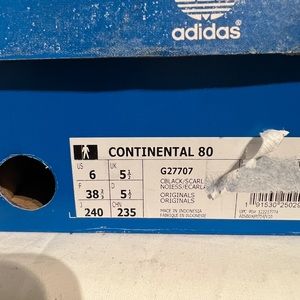 adidas
CONTINENTAL 80
US UK G27707
6 5½ CBLACK/SCARL
NOIESS/ECARLA
F D ORIGINALS
38⅔ 5½ ORIGINALS
J CHN
240 235 MADE IN INDONESIA
FABRIQUE EN INDONESIE